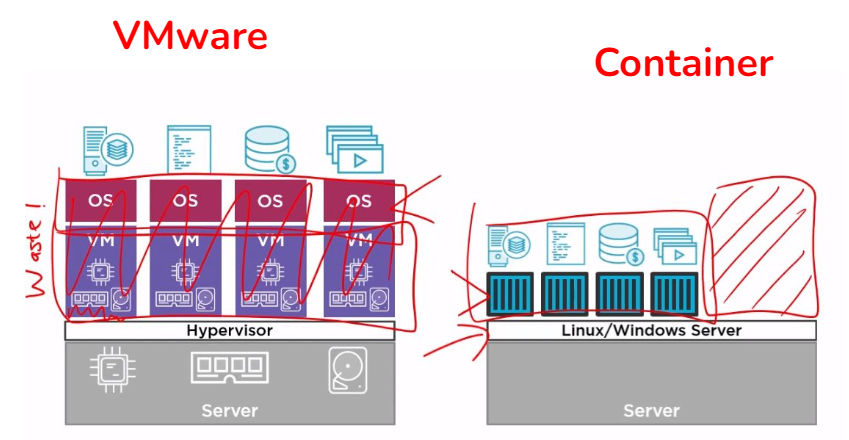 VMware
Container
OS OS OS OS
VM VM VM VM
Waste!
Hypervisor
Server
Linux/Windows Server
Server